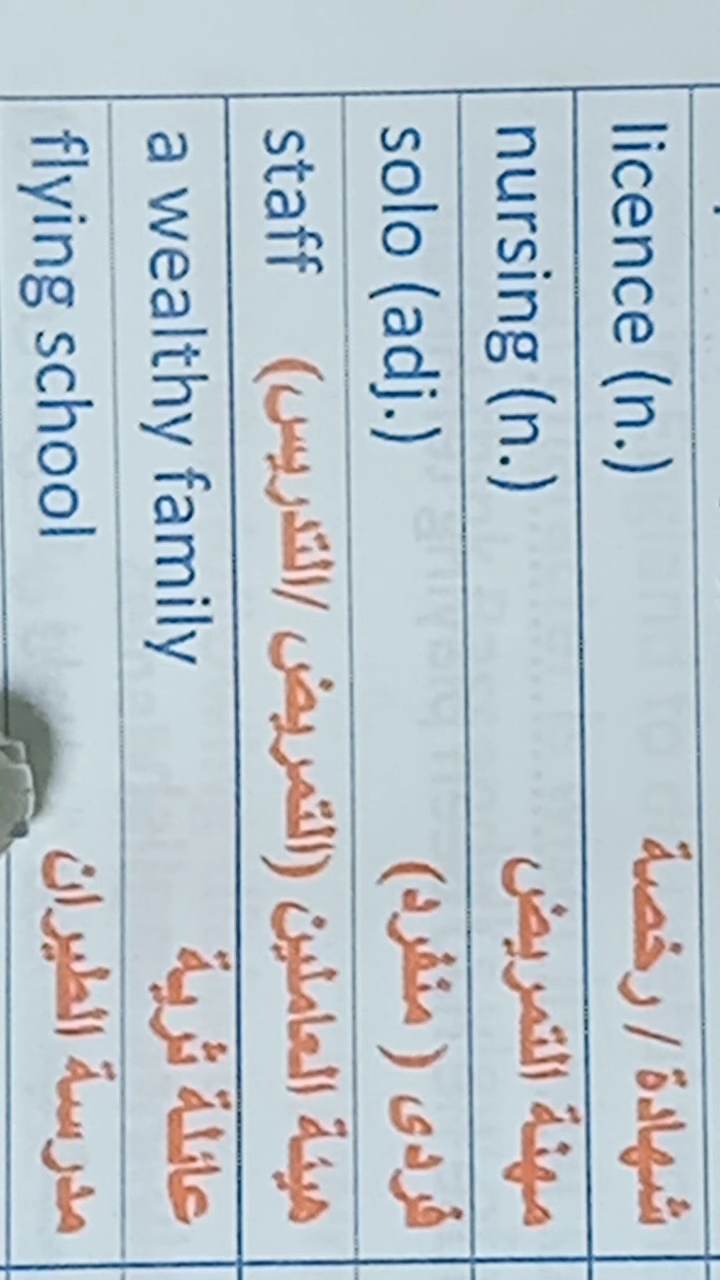 licence (n.) شهادة / رخصة
nursing (n.) مهنة التمريض
solo (adj.) فردى ( منفرد)
staff هيئة العاملين (التمريض /التدريس)
a wealthy family عائلة ثرية
flying school مدرسة الطيران